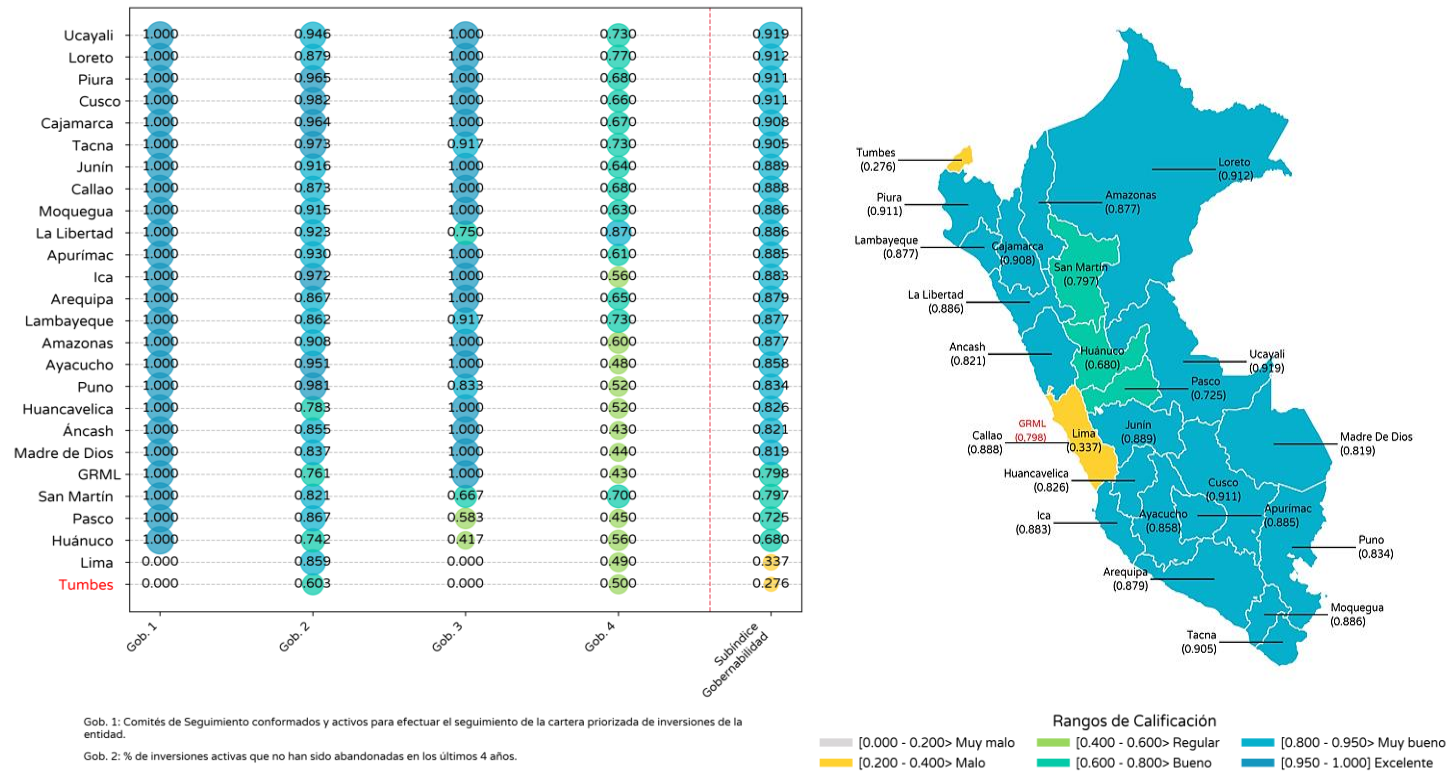 Ucayali 1.000 0.946 1.000 0.730 0.919
Loreto 1.000 0.879 1.000 0.770 0.912
Piura 1.000 0.965 1.000 0.680 0.911
Cusco 1.000 0.982 1.000 0.660 0.911
Cajamarca 1.000 0.964 1.000 0.670 0.908
Tacna 1.000 0.973 0.917 0.730 0.905
Junín 1.000 0.916 1.000 0.640 0.889
Callao 1.000 0.873 1.000 0.680 0.888
Moquegua 1.000 0.915 1.000 0.630 0.886
La Libertad 1.000 0.923 0.750 0.870 0.886
Apurímac 1.000 0.930 1.000 0.610 0.885
Ica 1.000 0.972 1.000 0.560 0.883
Arequipa 1.000 0.867 1.000 0.650 0.879
Lambayeque 1.000 0.862 0.917 0.730 0.877
Amazonas 1.000 0.908 1.000 0.600 0.877
Ayacucho 1.000 0.951 1.000 0.480 0.858
Puno 1.000 0.981 0.833 0.520 0.834
Huancavelica 1.000 0.783 1.000 0.520 0.826
Áncash 1.000 0.855 1.000 0.430 0.821
Madre de Dios 1.000 0.837 1.000 0.440 0.819
GRML 1.000 0.761 1.000 0.430 0.798
San Martín 1.000 0.821 0.667 0.700 0.797
Pasco 1.000 0.867 0.583 0.450 0.725
Huánuco 1.000 0.742 0.417 0.560 0.680
Lima 0.000 0.859 0.000 0.490 0.337
Tumbes 0.000 0.603 0.000 0.500 0.276
Gob. 1
Gob. 2
Gob. 3
Gob. 4
Subíndice
Gobernabilidad
Gob. 1: Comités de Seguimiento conformados y activos para efectuar el seguimiento de la cartera priorizada de inversiones de la
entidad.
Gob. 2: % de inversiones activas que no han sido abandonadas en los últimos 4 años.
Tumbes
(0.276)
Loreto
(0.912)
Piura
(0.911)
Amazonas
(0.877)
Lambayeque
(0.877)
Cajamarca
(0.908)
San Martín
(0.797)
La Libertad
(0.886)
Ancash
(0.821)
Huánuco
(0.680)
Ucayali
(0.919)
Pasco
(0.725)
GRML
(0,798)
Callao
(0.888)
Lima
(0.337)
Junín
(0.889)
Madre De Dios
(0.819)
Huancavelica
(0.826)
Cusco
(0.911)
Ica
(0.883)
Ayacucho
(0.858)
Apurímac
(0.885)
Puno
(0.834)
Arequipa
(0.879)
Moquegua
(0.886)
Tacna
(0.905)
Rangos de Calificación
[0.000 - 0.200> Muy malo
[0.200 - 0.400> Malo
[0.400 - 0.600> Regular
[0.600 - 0.800> Bueno
[0.800 - 0.950> Muy bueno
[0.950 - 1.000] Excelente